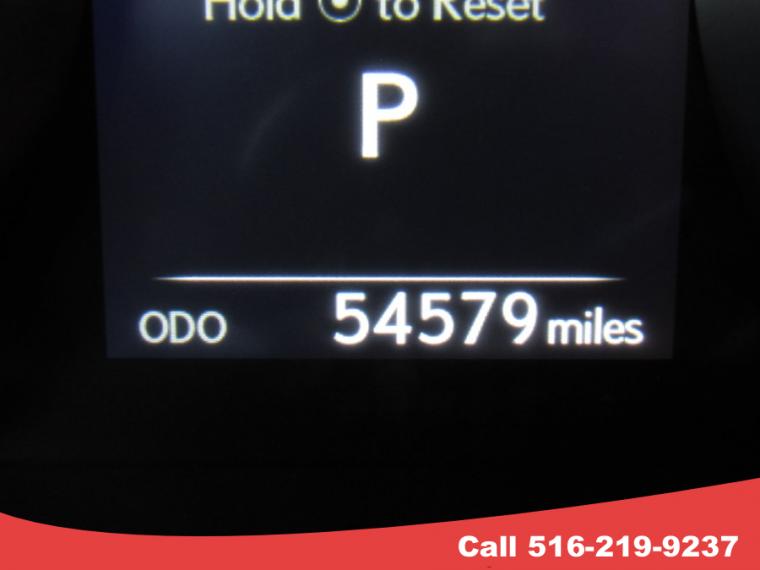 Hold to Reset
P
ODO 54579 miles
Call 516-219-9237